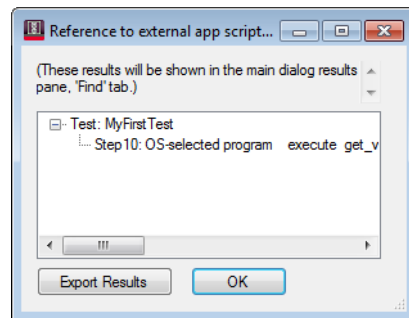 Reference to external app script...
(These results will be shown in the main dialog results
pane, 'Find' tab.)
Test: MyFirstTest
Step10: OS-selected program execute get_v
Export Results
OK